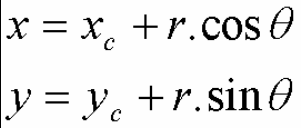 x = x_c + r.cos θ
y = y_c + r.sin θ